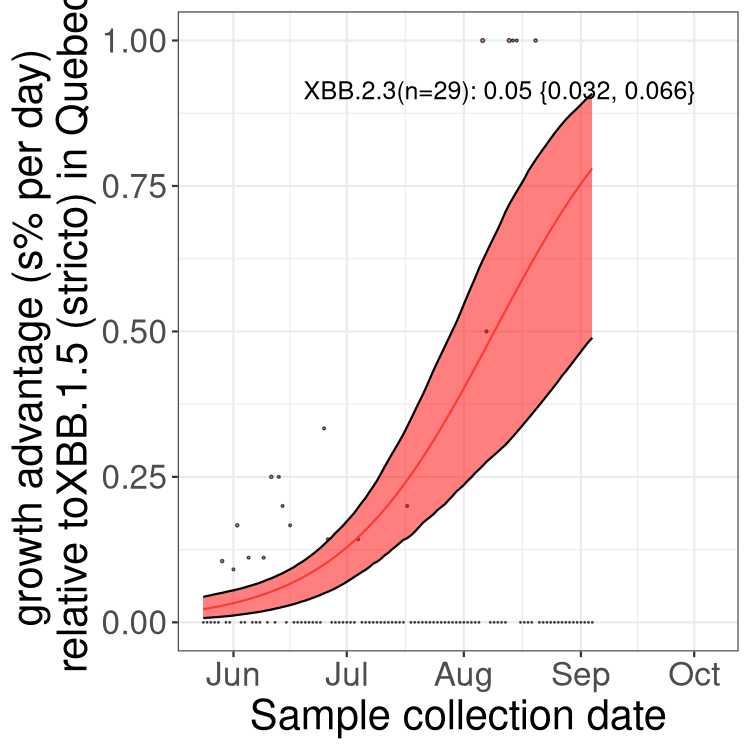 growth advantage (s% per day)
relative toXBB.1.5 (stricto) in Quebec
1.00
XBB.2.3(n=29): 0.05 {0.032, 0.066}
0.75
0.50
0.25
0.00
Jun Jul Aug Sep Oct
Sample collection date